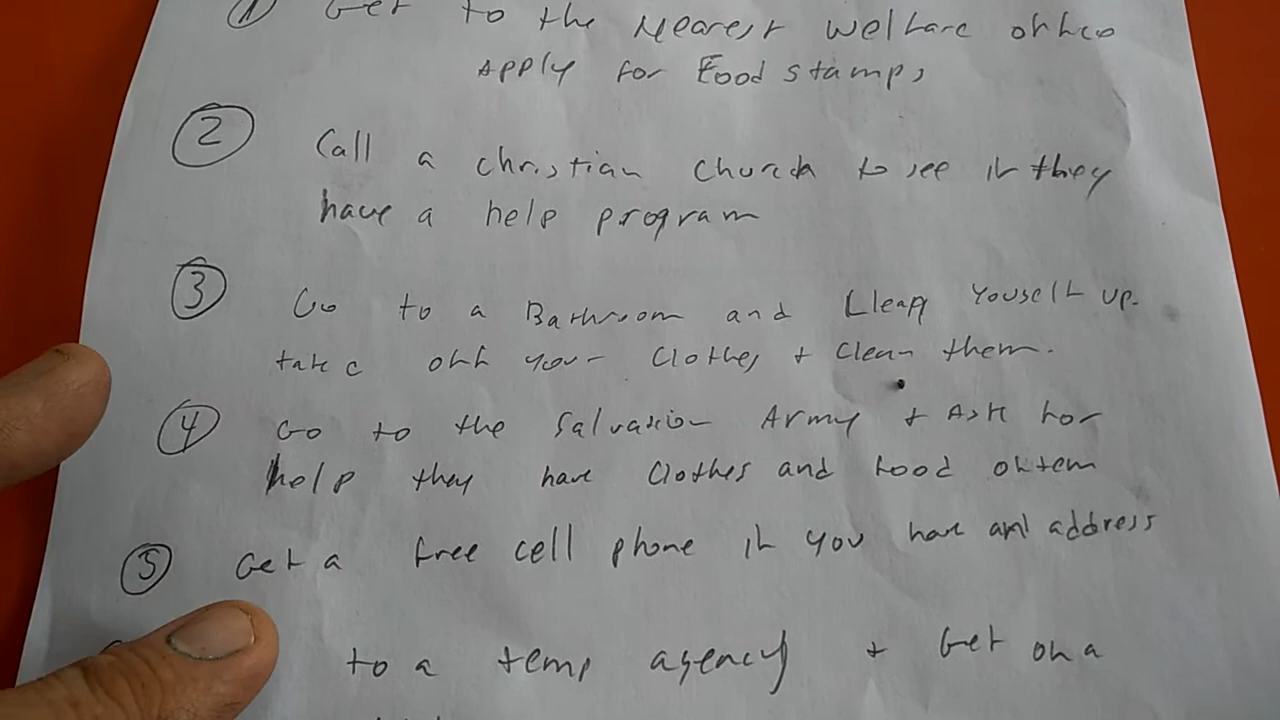 ① Get to the Nearest Welfare office
Apply for Food stamps
② Call a christian church to see if they
have a help program
③ Go to a Bathroom and Clean Youself up.
take off your Clothes + Clean them.
④ Go to the Salvation Army + Ask for
help they have Clothes and food often
⑤ Get a free cell phone if you have an address
to a temp agency + Get on a